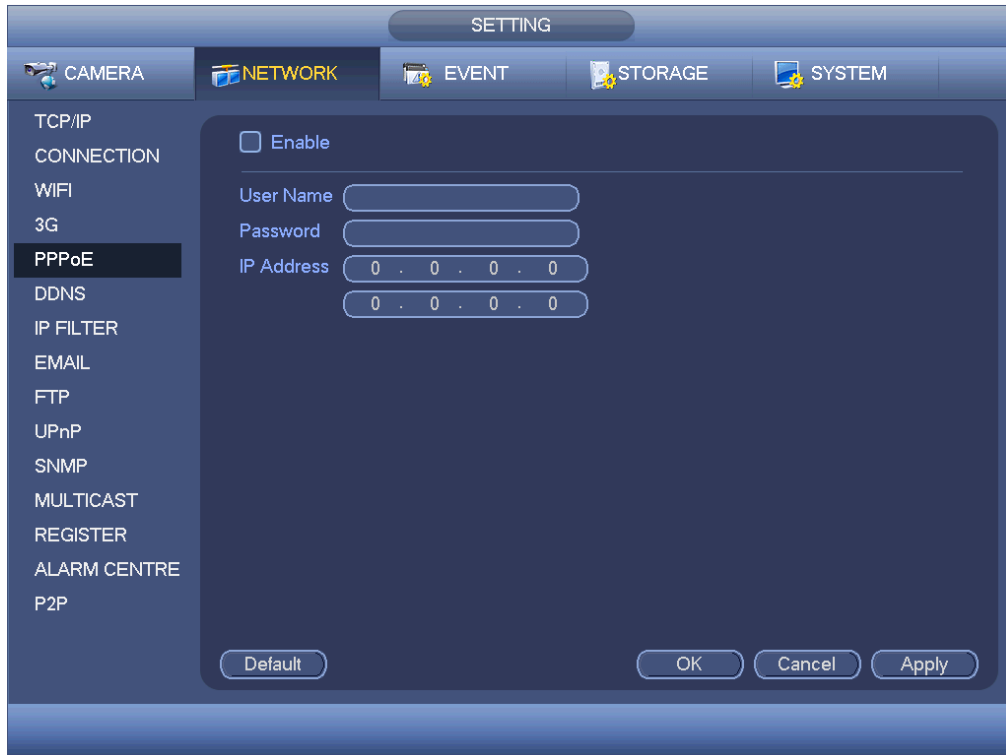 SETTING
CAMERA NETWORK EVENT STORAGE SYSTEM
TCP/IP
CONNECTION
WIFI
3G
PPPoE
DDNS
IP FILTER
EMAIL
FTP
UPnP
SNMP
MULTICAST
REGISTER
ALARM CENTRE
P2P
Enable
User Name
Password
IP Address 0 . 0 . 0 . 0
0 . 0 . 0 . 0
Default OK Cancel Apply